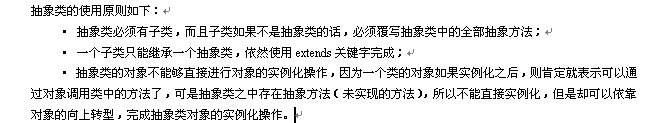 抽象类的使用原则如下：
• 抽象类必须有子类，而且子类如果不是抽象类的话，必须覆写抽象类中的全部抽象方法；
• 一个子类只能继承一个抽象类，依然使用 extends 关键字完成；
• 抽象类的对象不能够直接进行对象的实例化操作，因为一个类的对象如果实例化之后，则肯定就表示可以通
过对象调用类中的方法了，可是抽象类之中存在抽象方法（未实现的方法），所以不能直接实例化，但是却可以依靠
对象的向上转型，完成抽象类对象的实例化操作。